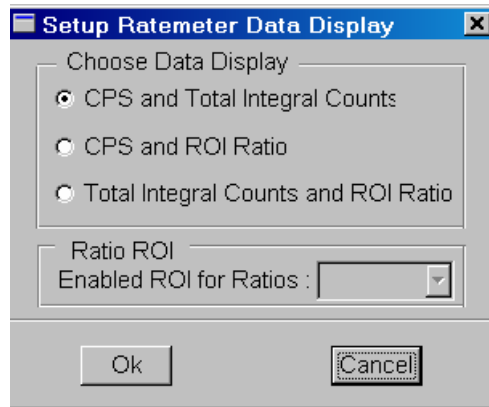 Setup Ratemeter Data Display
Choose Data Display
CPS and Total Integral Counts
CPS and ROI Ratio
Total Integral Counts and ROI Ratio
Ratio ROI
Enabled ROI for Ratios :
Ok
Cancel